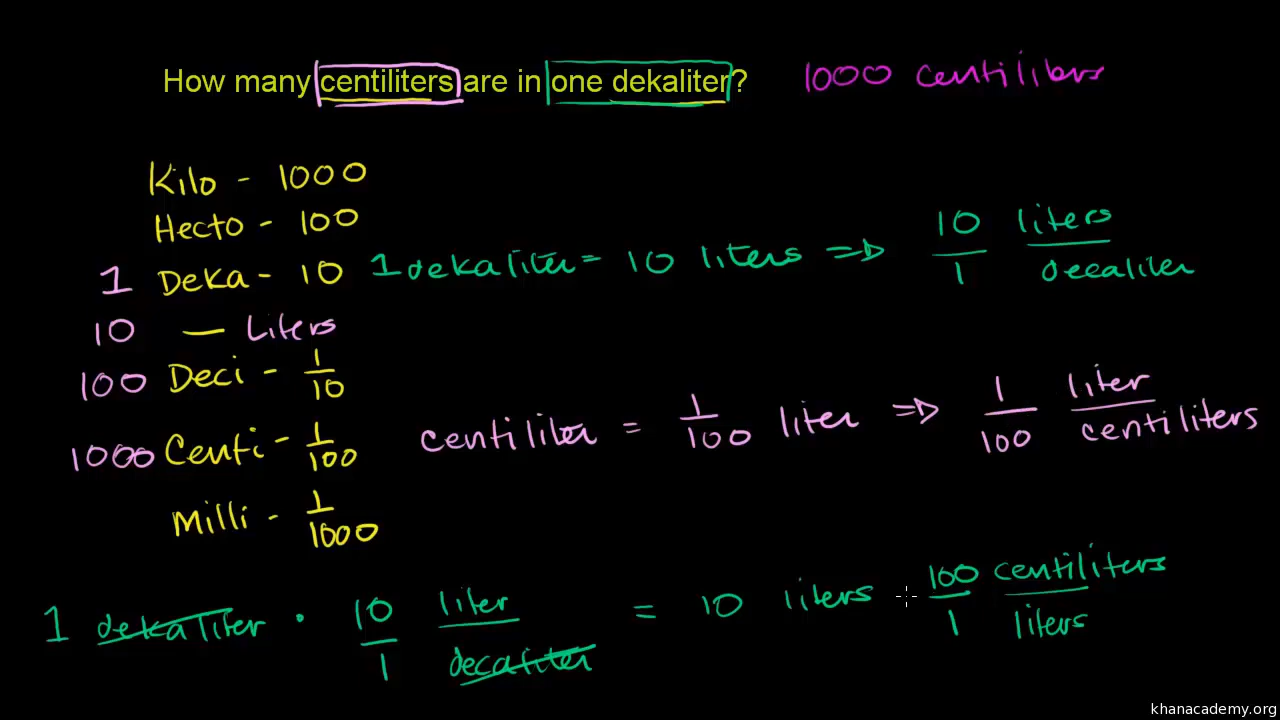 How many centiliters are in one dekaliter? 1000 centiliters
Kilo - 1000
Hecto - 100
1 Deka - 10 1 dekaliter = 10 liters ⇒ 10/1 liters/decaliter
10 — Liters
100 Deci - 1/10
1000 Centi - 1/100 centiliter = 1/100 liter ⇒ 1/100 liter/centiliters
Milli - 1/1000
1 dekaliter · 10/1 liter/decaliter = 10 liters 100/1 centiliters/liters
khanacademy.org